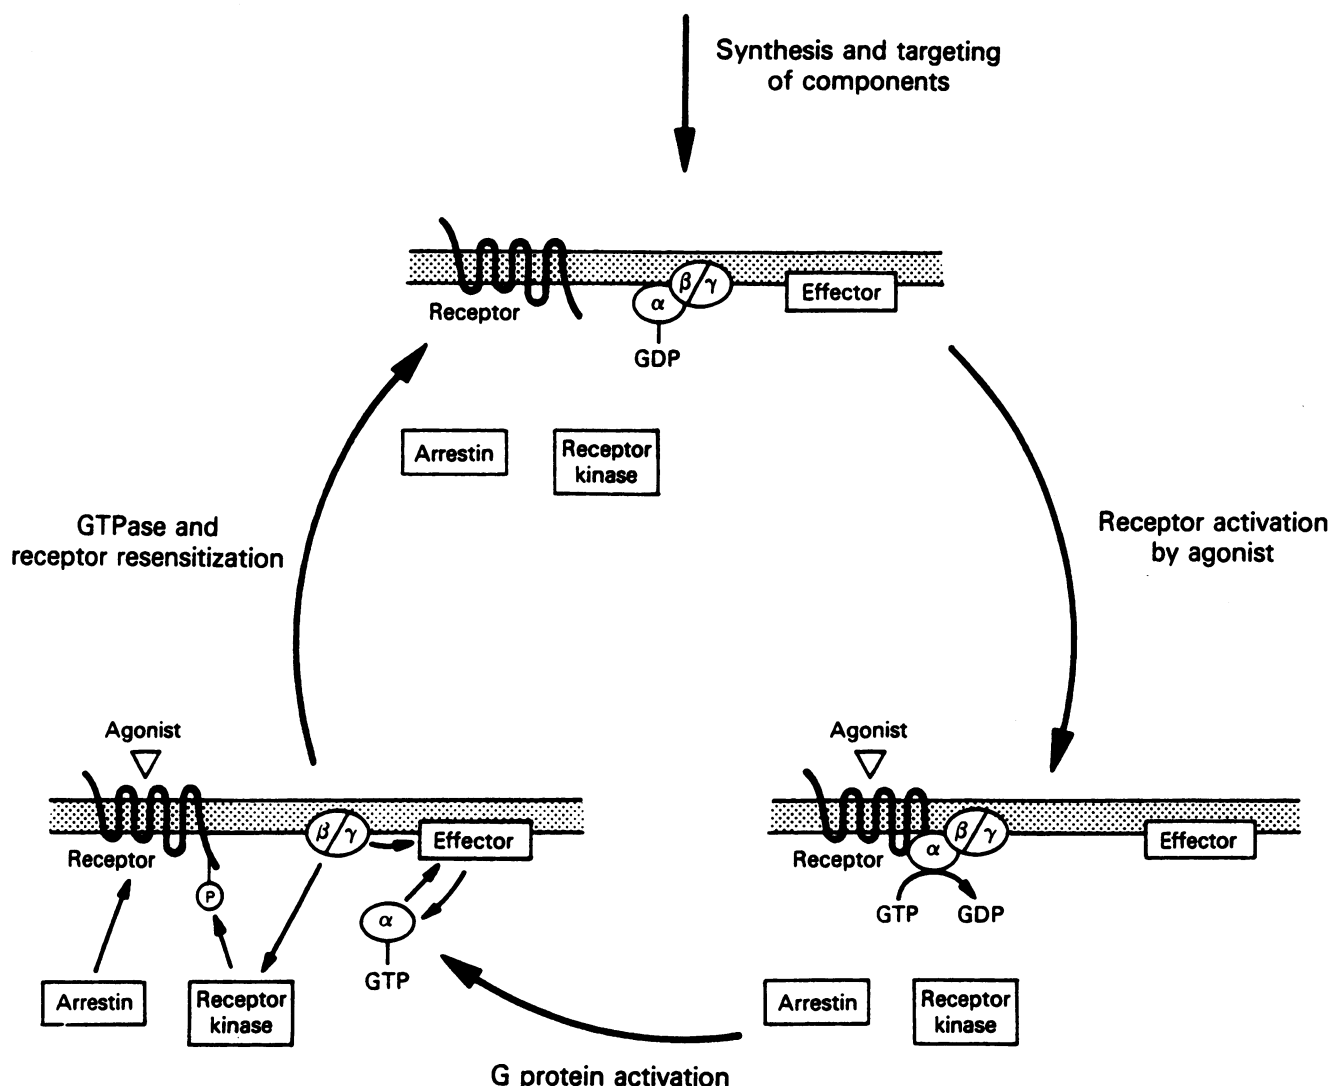 Synthesis and targeting
of components
β/γ
α
Effector
Receptor
GDP
Arrestin
Receptor
kinase
GTPase and
receptor resensitization
Receptor activation
by agonist
Agonist
β/γ
Effector
Receptor
P
α
GTP
Arrestin
Receptor
kinase
Agonist
β/γ
Effector
Receptor
α
GTP
GDP
Arrestin
Receptor
kinase
G protein activation